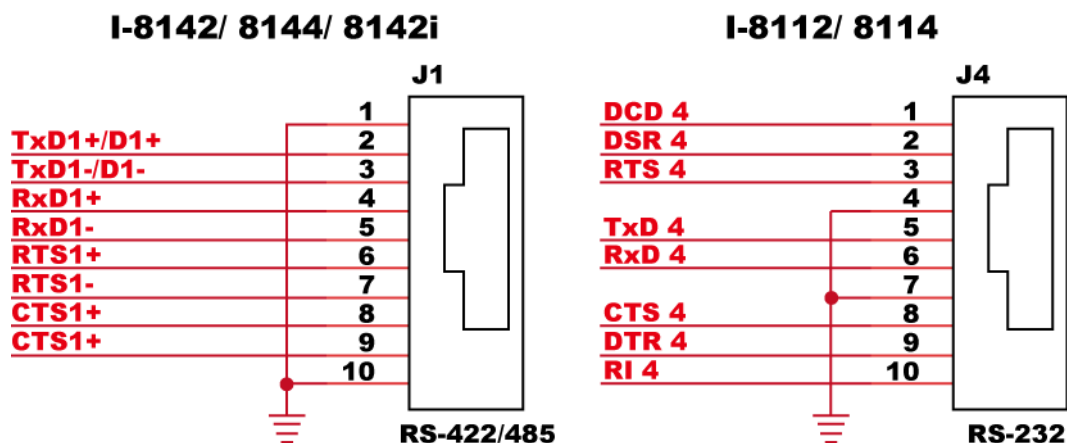 I-8142/ 8144/ 8142i
J1
1
TxD1+/D1+ 2
TxD1-/D1- 3
RxD1+ 4
RxD1- 5
RTS1+ 6
RTS1- 7
CTS1+ 8
CTS1+ 9
10
RS-422/485
I-8112/ 8114
J4
DCD 4 1
DSR 4 2
RTS 4 3
4
TxD 4 5
RxD 4 6
7
CTS 4 8
DTR 4 9
RI 4 10
RS-232